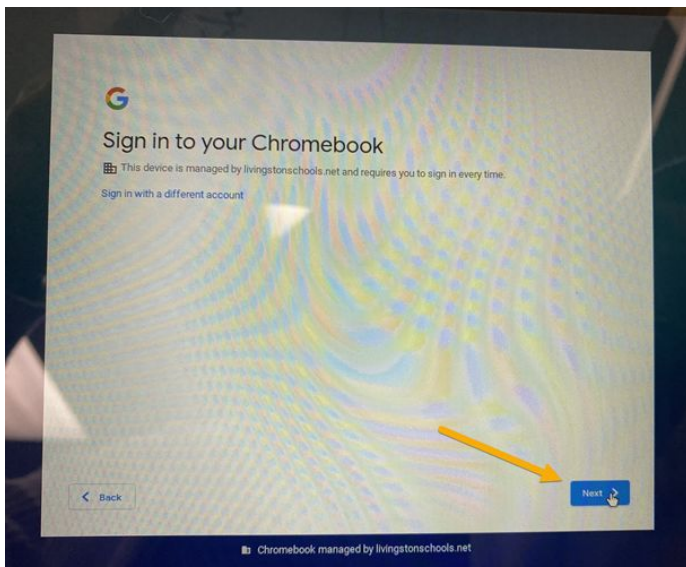 Sign in to your Chromebook
This device is managed by livingstonschools.net and requires you to sign in every time.
Sign in with a different account
Back
Next
Chromebook managed by livingstonschools.net